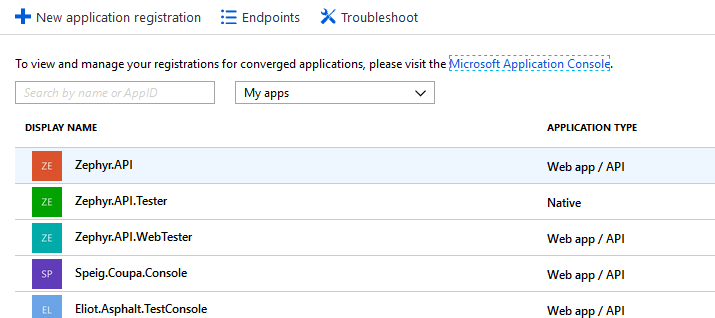 New application registration Endpoints Troubleshoot
To view and manage your registrations for converged applications, please visit the Microsoft Application Console.
Search by name or AppID My apps
DISPLAY NAME APPLICATION TYPE
ZE Zephyr.API Web app / API
ZE Zephyr.API.Tester Native
ZE Zephyr.API.WebTester Web app / API
SP Speig.Coupa.Console Web app / API
EL Eliot.Asphalt.TestConsole Web app / API